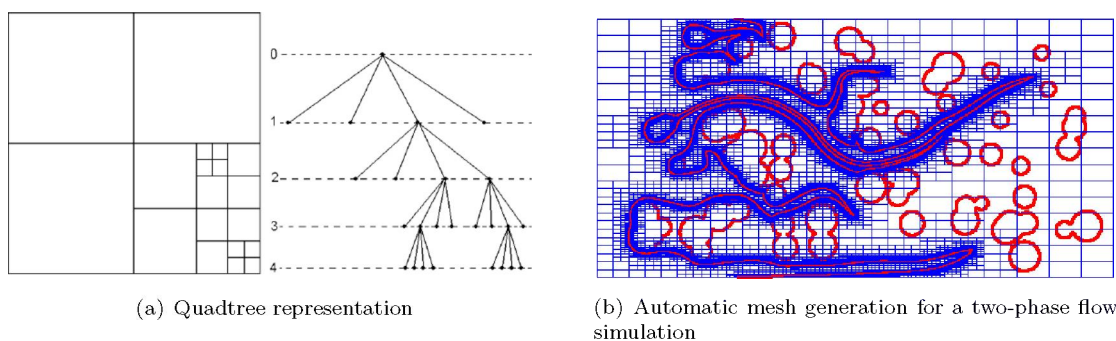 0
1
2
3
4
(a) Quadtree representation
(b) Automatic mesh generation for a two-phase flow
simulation